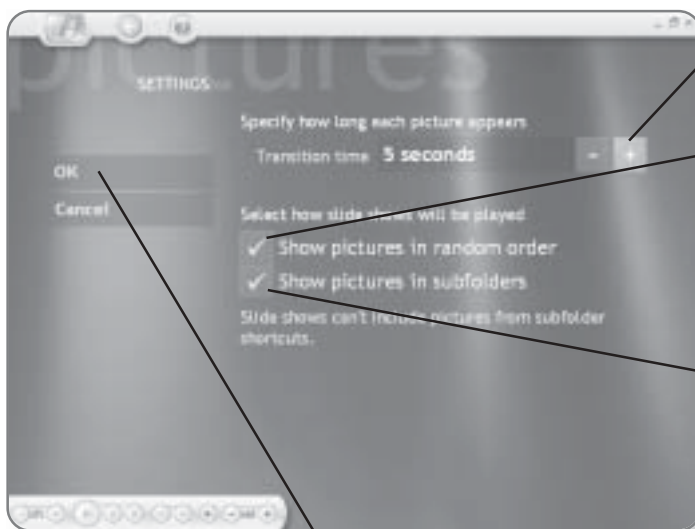 pictures
SETTINGS
Specify how long each picture appears
Transition time 5 seconds - +
OK
Cancel
Select how slide shows will be played
Show pictures in random order
Show pictures in subfolders
Slide shows can't include pictures from subfolder
shortcuts.